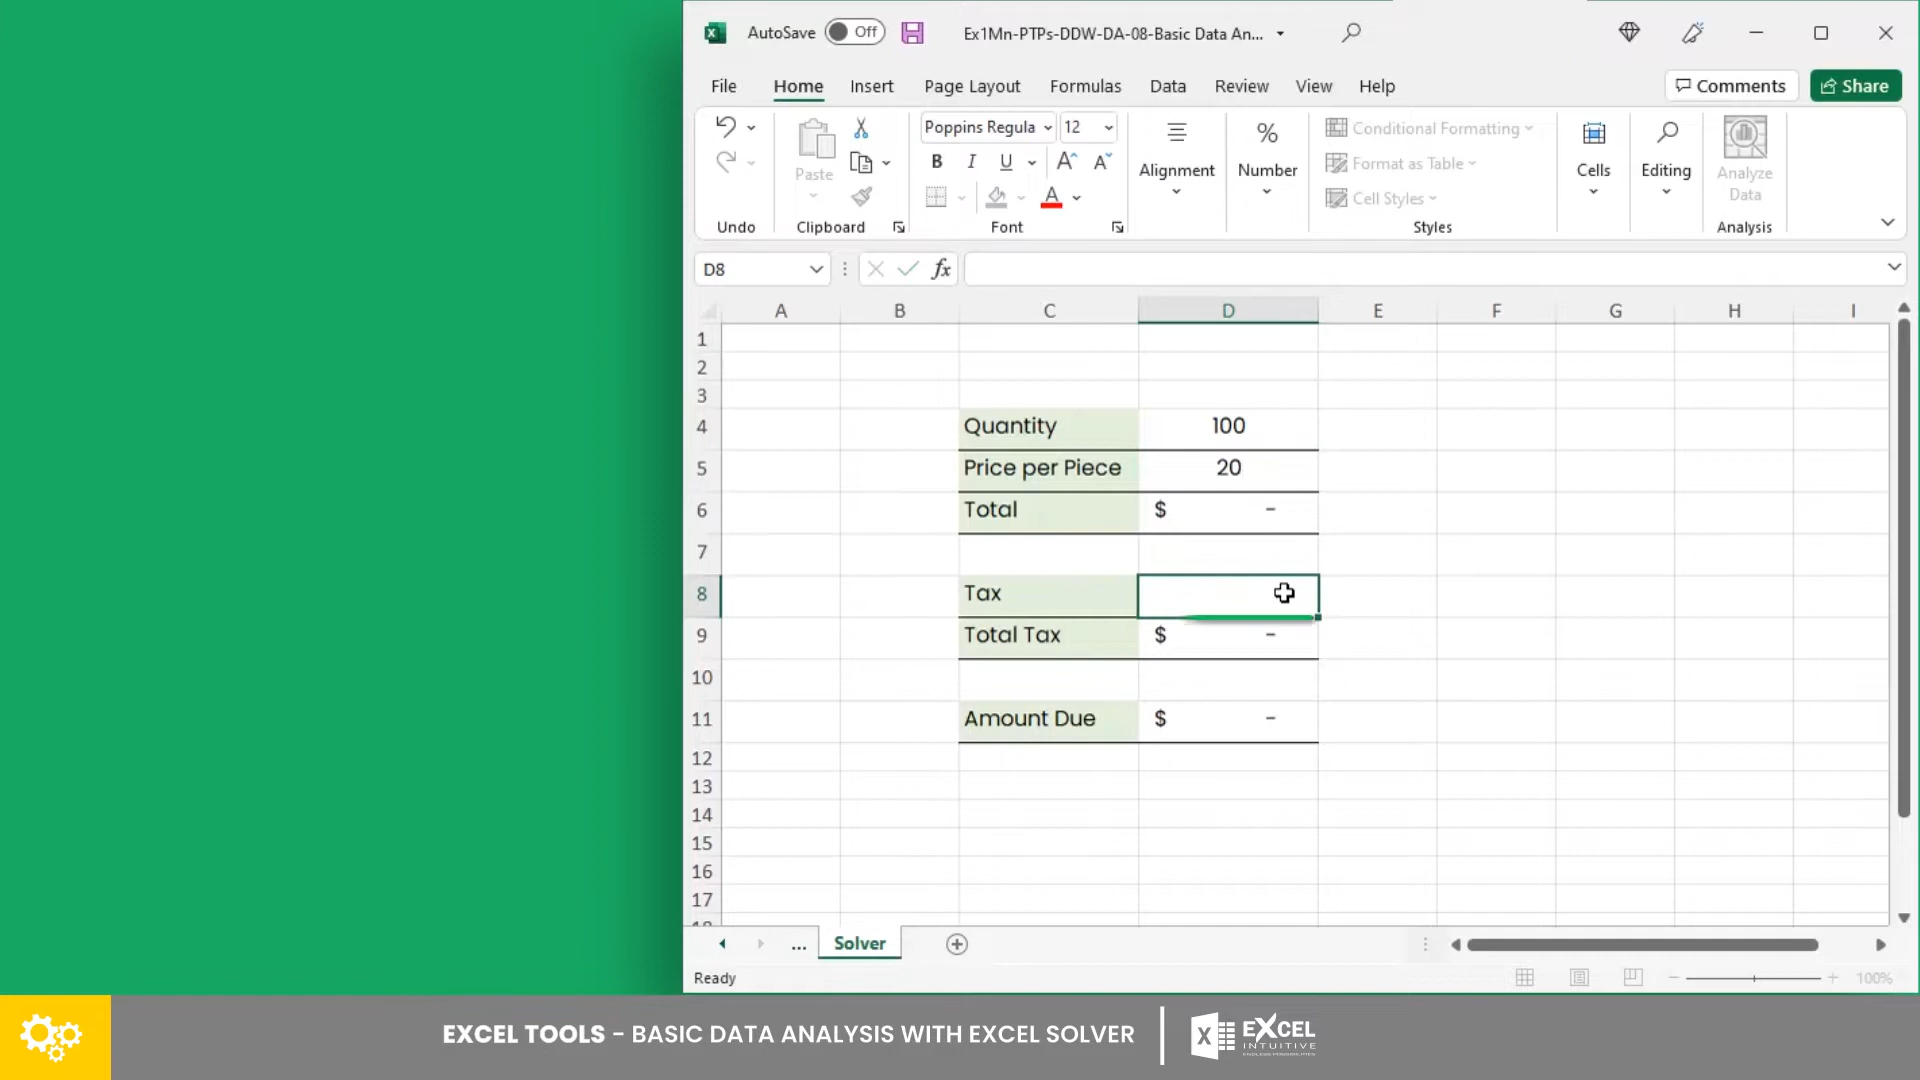 AutoSave Off Ex1Mn-PTPs-DDW-DA-08-Basic Data An...
File Home Insert Page Layout Formulas Data Review View Help Comments Share
Poppins Regula 12
Paste
B I U A^ Aˇ
A
Alignment
% Number
Conditional Formatting
Format as Table
Cell Styles
Cells
Editing
Analyze
Data
Undo Clipboard Font Styles Analysis
D8 fx
A B C D E F G H I
1
2
3
4 Quantity 100
5 Price per Piece 20
6 Total $ -
7
8 Tax
9 Total Tax $ -
10
11 Amount Due $ -
12
13
14
15
16
17
... Solver
Ready 100%
EXCEL TOOLS - BASIC DATA ANALYSIS WITH EXCEL SOLVER
X EXCEL
INTUITIVE
ENDLESS POSSIBILITIES